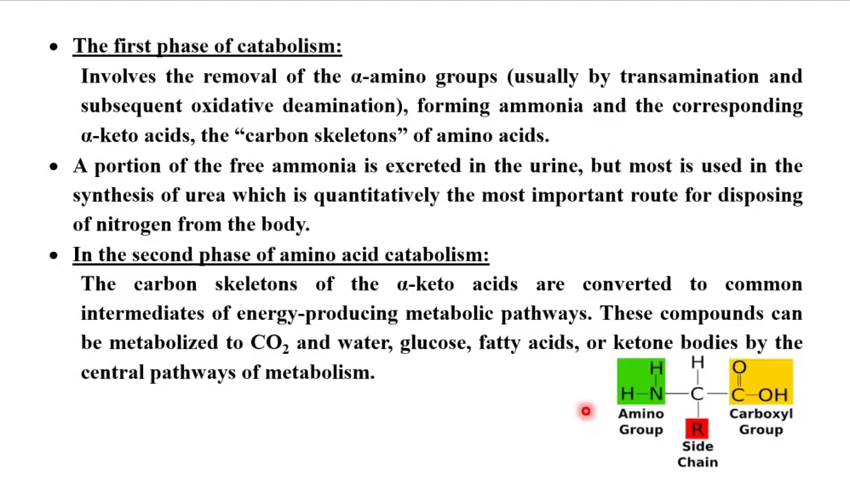 • The first phase of catabolism:
Involves the removal of the α-amino groups (usually by transamination and
subsequent oxidative deamination), forming ammonia and the corresponding
α-keto acids, the “carbon skeletons” of amino acids.
• A portion of the free ammonia is excreted in the urine, but most is used in the
synthesis of urea which is quantitatively the most important route for disposing
of nitrogen from the body.
• In the second phase of amino acid catabolism:
The carbon skeletons of the α-keto acids are converted to common
intermediates of energy-producing metabolic pathways. These compounds can
be metabolized to CO₂ and water, glucose, fatty acids, or ketone bodies by the
central pathways of metabolism.
H H O
H–N–C–C–OH
Amino Carboxyl
Group R Group
Side
Chain